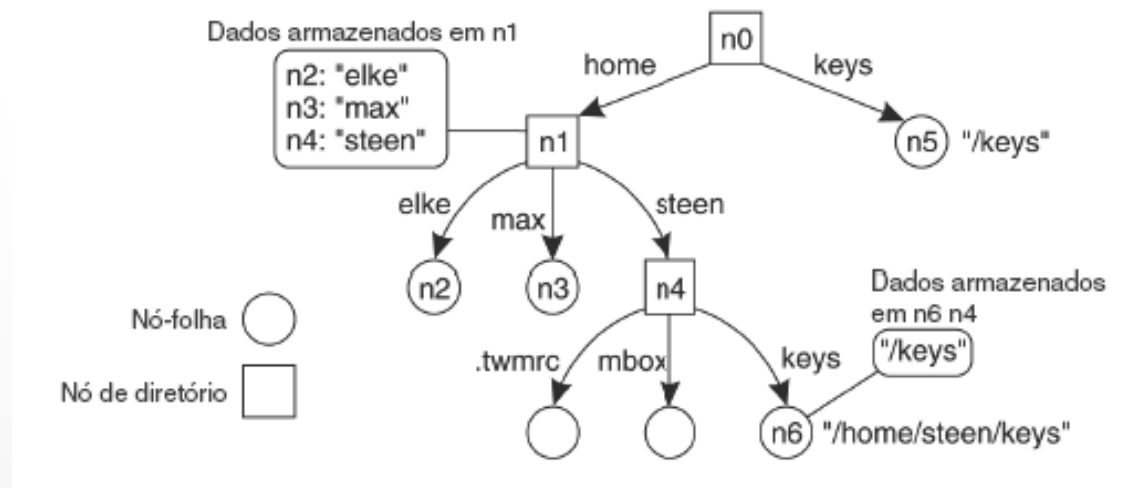 Dados armazenados em n1
n2: "elke"
n3: "max"
n4: "steen"
n0
home
keys
n1
n5
"/keys"
elke
max
steen
n2
n3
n4
Dados armazenados
em n6 n4
"/keys"
Nó-folha
.twmrc
mbox
keys
Nó de diretório
n6
"/home/steen/keys"